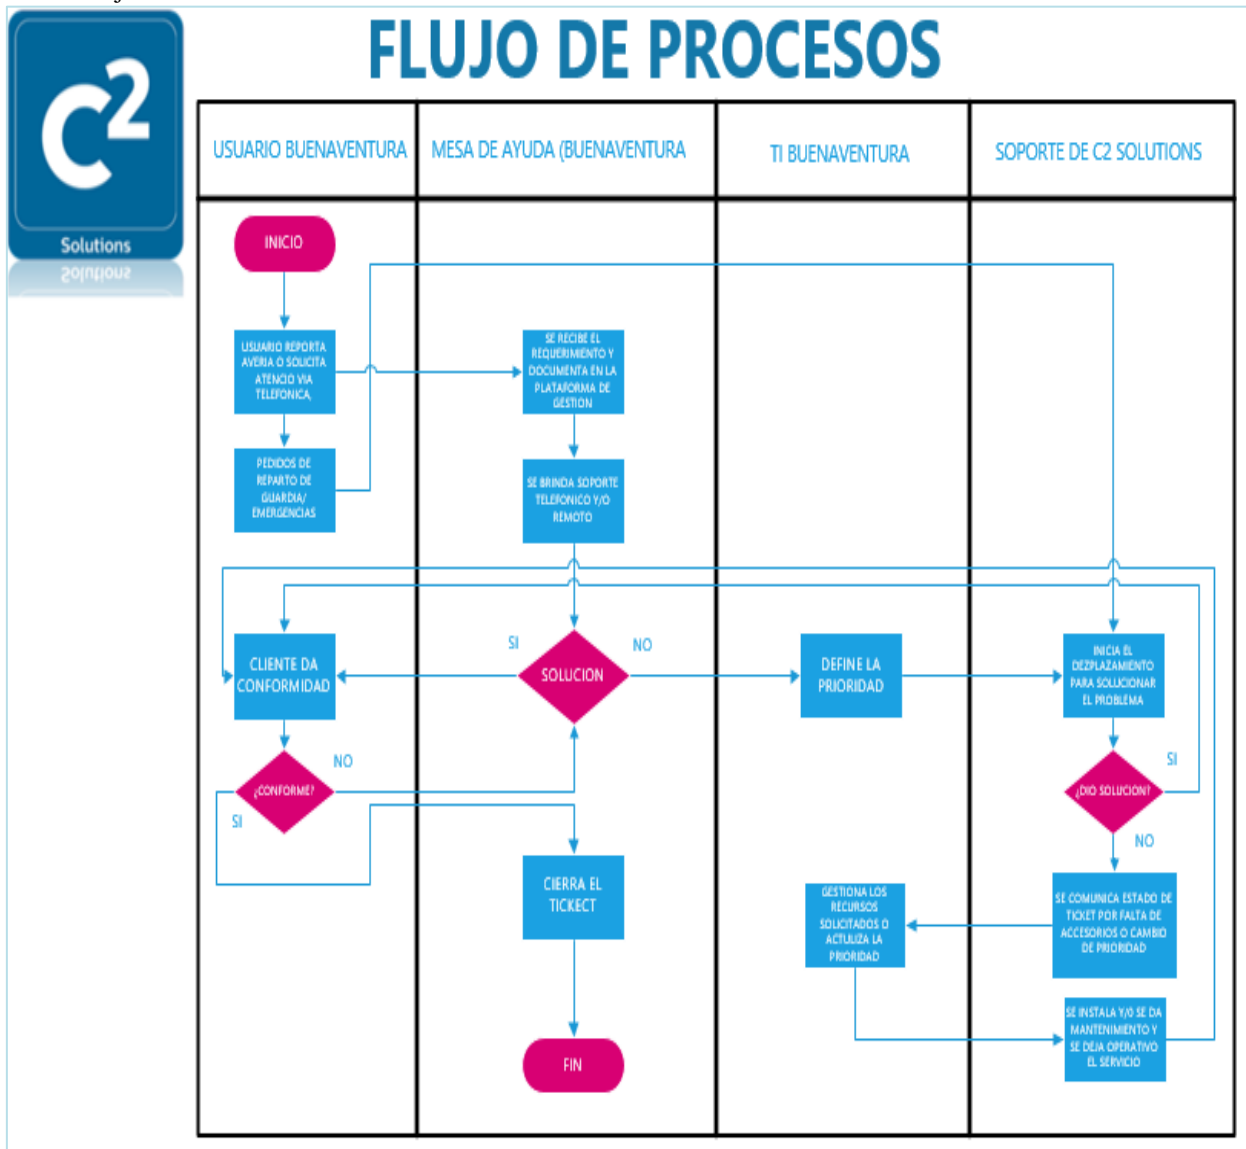 FLUJO DE PROCESOS
C2
Solutions
USUARIO BUENAVENTURA
MESA DE AYUDA (BUENAVENTURA
TI BUENAVENTURA
SOPORTE DE C2 SOLUTIONS
INICIO
USUARIO REPORTA
AVERIA O SOLICITA
ATENCIO VIA
TELEFONICA,
SE RECIBE EL
REQUERIMIENTO Y
DOCUMENTA EN LA
PLATAFORMA DE
GESTION
PEDIDOS DE
REPARTO DE
GUARDIA/
EMERGENCIAS
SE BRINDA SOPORTE
TELEFONICO Y/O
REMOTO
CLIENTE DA
CONFORMIDAD
SI
SOLUCION
NO
DEFINE LA
PRIORIDAD
INICIA EL
DEZPLAZAMIENTO
PARA SOLUCIONAR
EL PROBLEMA
¿CONFORME?
NO
SI
¿DIO SOLUCION?
SI
NO
CIERRA EL
TICKECT
GESTIONA LOS
RECURSOS
SOLICITADOS O
ACTULIZA LA
PRIORIDAD
SE COMUNICA ESTADO DE
TICKET POR FALTA DE
ACCESORIOS O CAMBIO
DE PRIORIDAD
SE INSTALA Y/0 SE DA
MANTENIMIENTO Y
SE DEJA OPERATIVO
EL SERVICIO
FIN